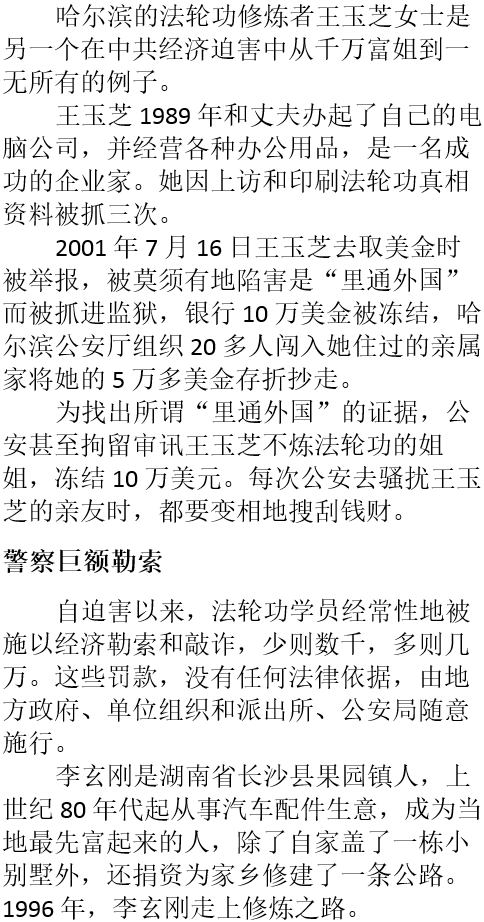 哈尔滨的法轮功修炼者王玉芝女士是
另一个在中共经济迫害中从千万富姐到一
无所有的例子。
王玉芝 1989 年和丈夫办起了自己的电
脑公司，并经营各种办公用品，是一名成
功的企业家。她因上访和印刷法轮功真相
资料被抓三次。
2001 年 7 月 16 日王玉芝去取美金时
被举报，被莫须有地陷害是“里通外国”
而被抓进监狱，银行 10 万美金被冻结，哈
尔滨公安厅组织 20 多人闯入她住过的亲属
家将她的 5 万多美金存折抄走。
为找出所谓“里通外国”的证据，公
安甚至拘留审讯王玉芝不炼法轮功的姐
姐，冻结 10 万美元。每次公安去骚扰王玉
芝的亲友时，都要变相地搜刮钱财。
警察巨额勒索
自迫害以来，法轮功学员经常性地被
施以经济勒索和敲诈，少则数千，多则几
万。这些罚款，没有任何法律依据，由地
方政府、单位组织和派出所、公安局随意
施行。
李玄刚是湖南省长沙县果园镇人，上
世纪 80 年代起从事汽车配件生意，成为当
地最先富起来的人，除了自家盖了一栋小
别墅外，还捐资为家乡修建了一条公路。
1996 年，李玄刚走上修炼之路。